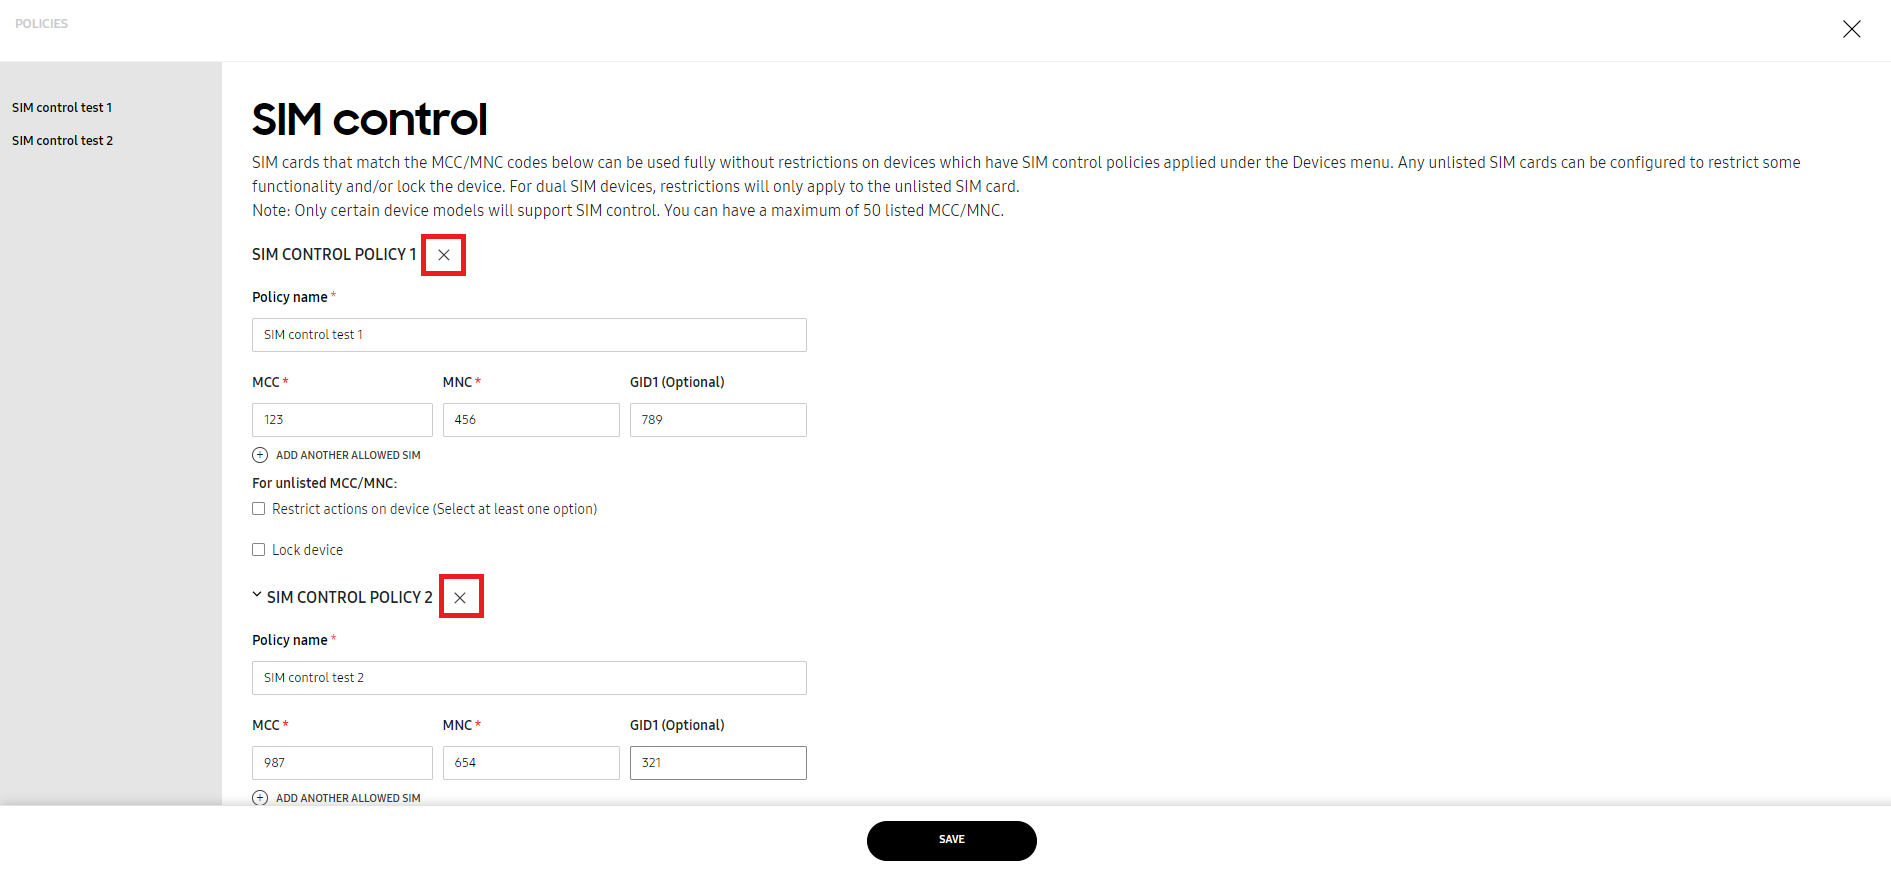 POLICIES
SIM control test 1
SIM control test 2
SIM control
SIM cards that match the MCC/MNC codes below can be used fully without restrictions on devices which have SIM control policies applied under the Devices menu. Any unlisted SIM cards can be configured to restrict some
functionality and/or lock the device. For dual SIM devices, restrictions will only apply to the unlisted SIM card.
Note: Only certain device models will support SIM control. You can have a maximum of 50 listed MCC/MNC.
SIM CONTROL POLICY 1
Policy name *
SIM control test 1
MCC * MNC * GID1 (Optional)
123 456 789
ADD ANOTHER ALLOWED SIM
For unlisted MCC/MNC:
Restrict actions on device (Select at least one option)
Lock device
SIM CONTROL POLICY 2
Policy name *
SIM control test 2
MCC * MNC * GID1 (Optional)
987 654 321
ADD ANOTHER ALLOWED SIM
SAVE